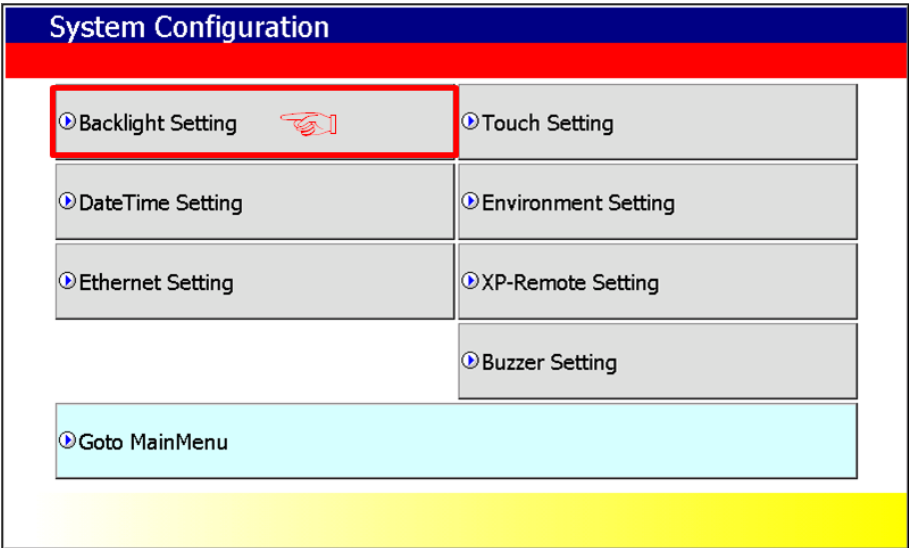 System Configuration
Backlight Setting
Touch Setting
DateTime Setting
Environment Setting
Ethernet Setting
XP-Remote Setting
Buzzer Setting
Goto MainMenu